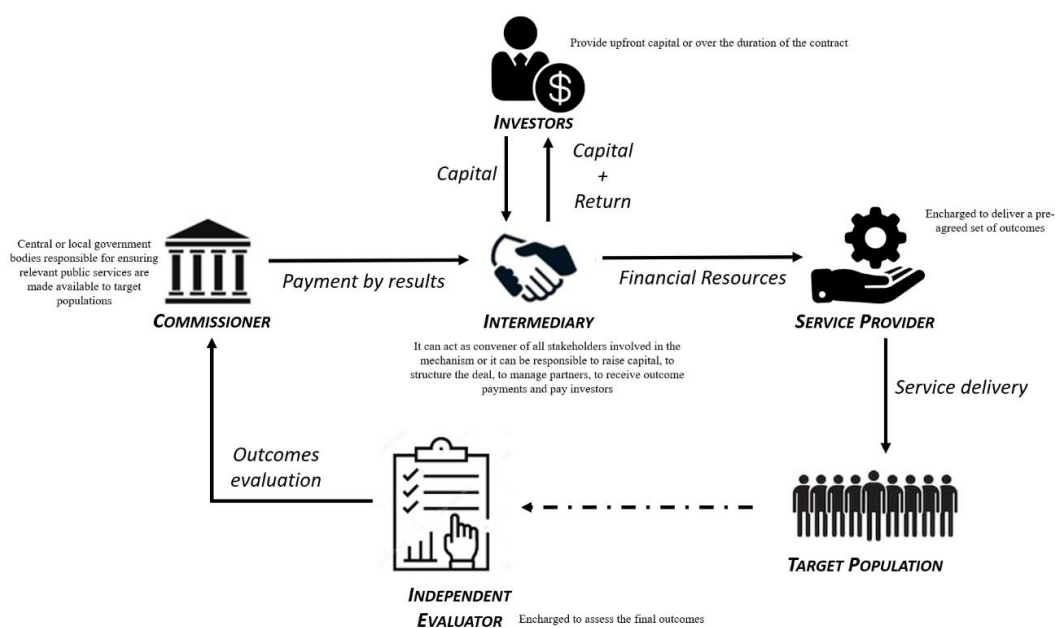 Provide upfront capital or over the duration of the contract
INVESTORS
Capital
Capital
+
Return
Central or local government
bodies responsible for ensuring
relevant public services are
made available to target
populations
COMMISSIONER
Payment by results
INTERMEDIARY
It can act as convener of all stakeholders involved in the
mechanism or it can be responsible to raise capital, to
structure the deal, to manage partners, to receive outcome
payments and pay investors
Financial Resources
Encharged to deliver a pre-
agreed set of outcomes
SERVICE PROVIDER
Service delivery
Outcomes
evaluation
TARGET POPULATION
INDEPENDENT
EVALUATOR
Encharged to assess the final outcomes